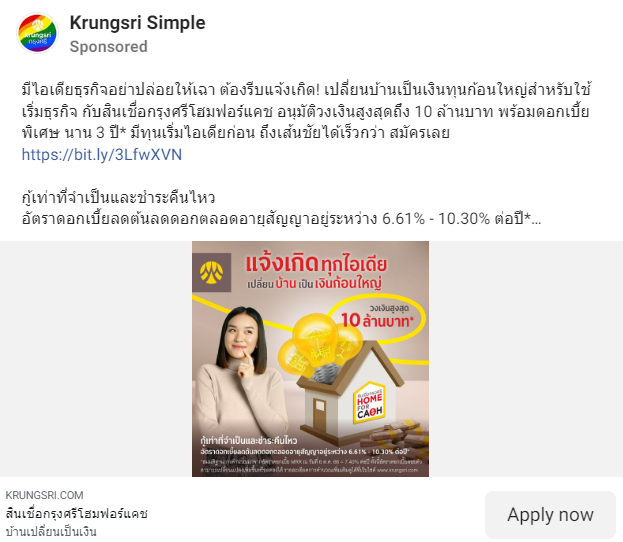 Krungsri Simple
Sponsored
krungsri
กรุงศรี
มีไอเดียธุรกิจอย่าปล่อยให้เฉา ต้องรีบแจ้งเกิด! เปลี่ยนบ้านเป็นเงินทุนก้อนใหญ่สำหรับใช้
เริ่มธุรกิจ กับสินเชื่อกรุงศรีโฮมฟอร์แคช อนุมัติวงเงินสูงสุดถึง 10 ล้านบาท พร้อมดอกเบี้ย
พิเศษ นาน 3 ปี* มีทุนเริ่มไอเดียก่อน ถึงเส้นชัยได้เร็วกว่า สมัครเลย
https://bit.ly/3LfwXVN
กู้เท่าที่จำเป็นและชำระคืนไหว
อัตราดอกเบี้ยลดต้นลดดอกตลอดอายุสัญญาอยู่ระหว่าง 6.61% - 10.30% ต่อปี*...
แจ้งเกิดทุกไอเดีย
เปลี่ยน บ้าน เป็น เงินก้อนใหญ่
วงเงินสูงสุด
10 ล้านบาท*
สินเชื่อกรุงศรี
HOME
FOR
CASH
กู้เท่าที่จำเป็นและชำระคืนไหว
อัตราดอกเบี้ยลดต้นลดดอกตลอดอายุสัญญาอยู่ระหว่าง 6.61% - 10.30% ต่อปี*
KRUNGSRI.COM
สินเชื่อกรุงศรีโฮมฟอร์แคช
บ้านเปลี่ยนเป็นเงิน
Apply now